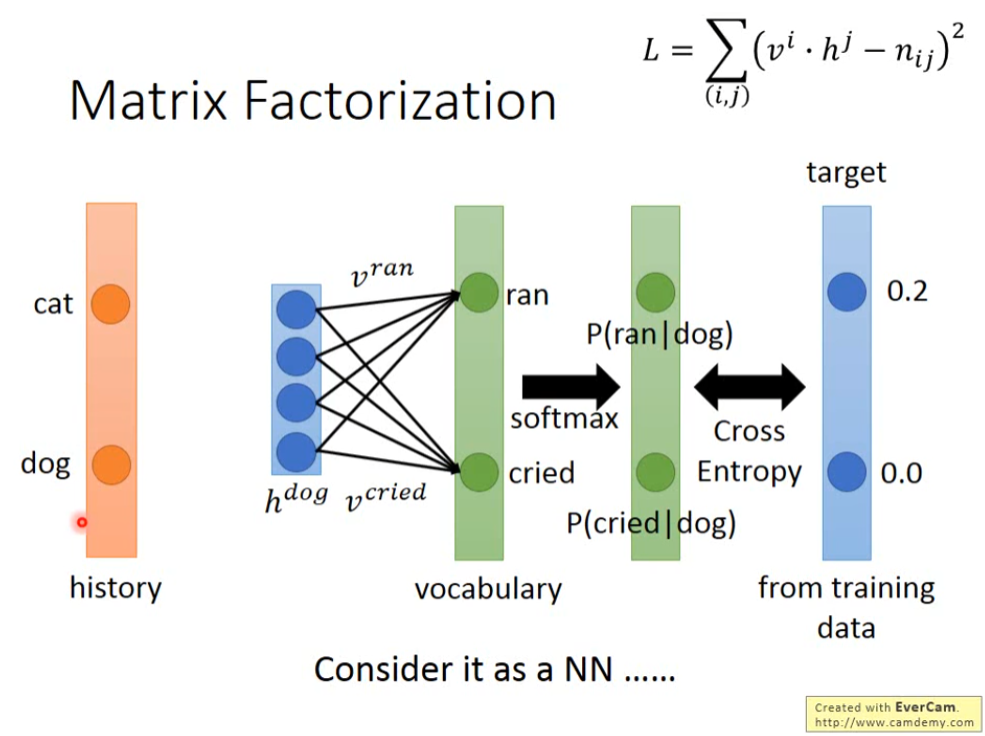 L = ∑(i,j) (v^i · h^j − n_ij)^2
Matrix Factorization
target
cat
v^ran
ran
0.2
P(ran|dog)
softmax
Cross
Entropy
dog
cried
0.0
h^dog v^cried
P(cried|dog)
history
vocabulary
from training
data
Consider it as a NN ……
Created with EverCam.
http://www.camdemy.com